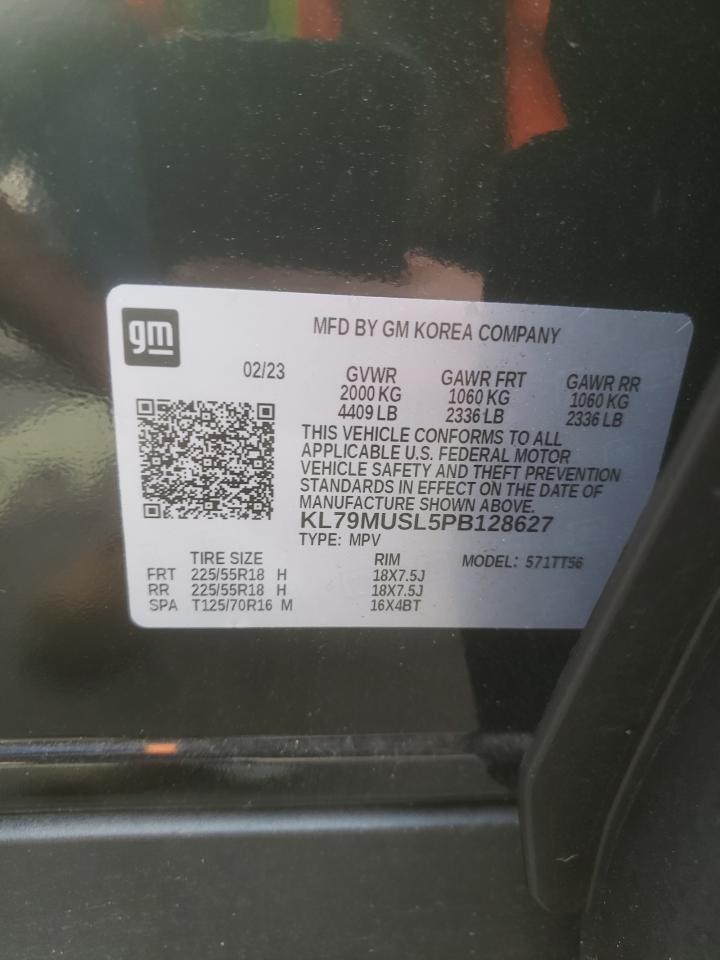 gm
MFD BY GM KOREA COMPANY
02/23
GVWR GAWR FRT GAWR RR
2000 KG 1060 KG 1060 KG
4409 LB 2336 LB 2336 LB
THIS VEHICLE CONFORMS TO ALL
APPLICABLE U.S. FEDERAL MOTOR
VEHICLE SAFETY AND THEFT PREVENTION
STANDARDS IN EFFECT ON THE DATE OF
MANUFACTURE SHOWN ABOVE.
KL79MUSL5PB128627
TYPE: MPV
TIRE SIZE RIM MODEL: 571TT56
FRT 225/55R18 H 18X7.5J
RR 225/55R18 H 18X7.5J
SPA T125/70R16 M 16X4BT